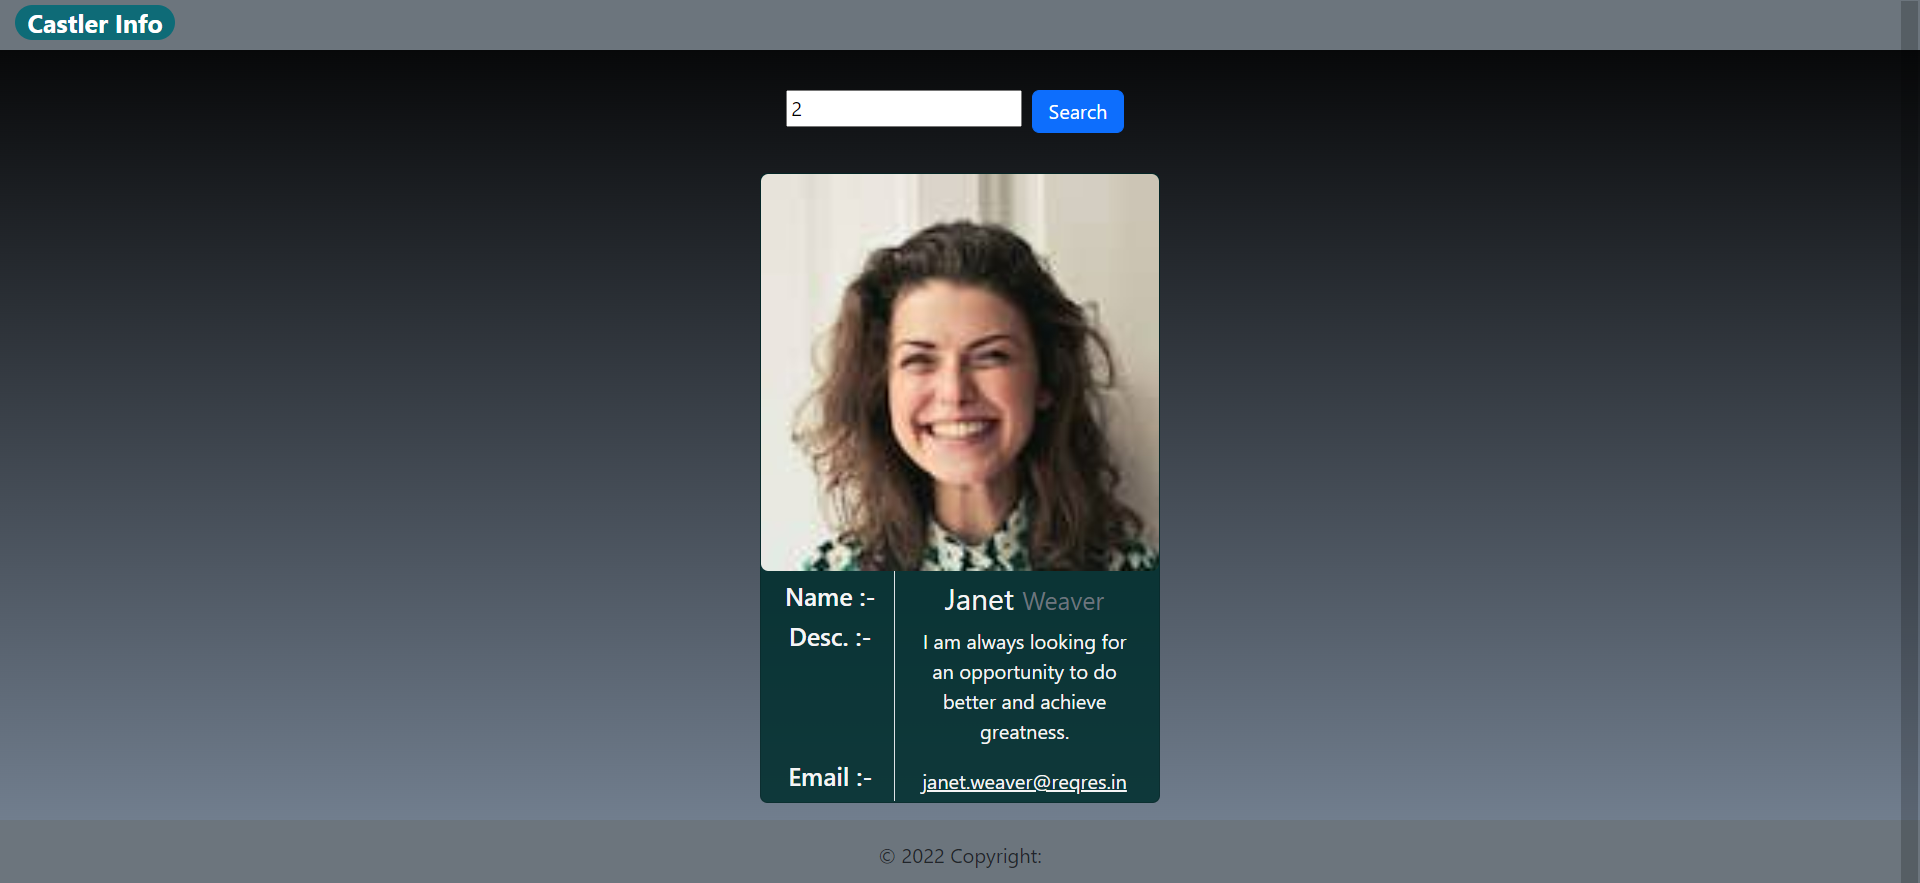 Castler Info
2
Search
Name :-
Janet Weaver
Desc. :-
I am always looking for
an opportunity to do
better and achieve
greatness.
Email :-
janet.weaver@reqres.in
© 2022 Copyright: